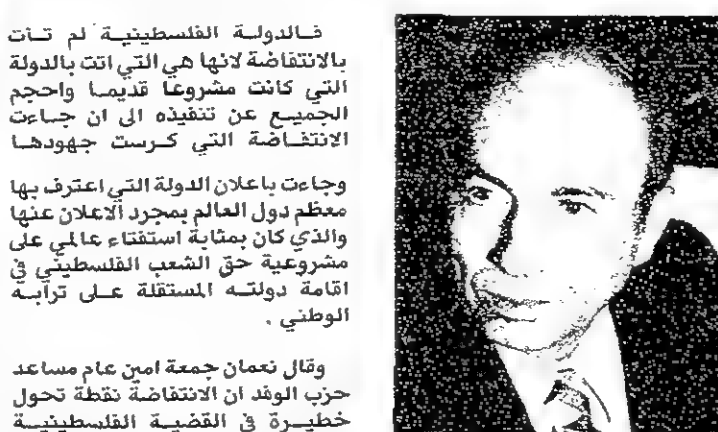 فالدولة الفلسطينية لم تأت
بالانتفاضة لانها هي التي اتت بالدولة
التي كانت مشروعا قديما واحجم
الجميع عن تنفيذه الى ان جاءت
الانتفاضة التي كرست جهودها
وجاءت باعلان الدولة التي اعترف بها
معظم دول العالم بمجرد الاعلان عنها
والذي كان بمثابة استفتاء عالمي على
مشروعية حق الشعب الفلسطيني في
اقامة دولته المستقلة على ترابه
الوطني .
وقال نعمان جمعة امين عام مساعد
حزب الوفد ان الانتفاضة نقطة تحول
خطيرة في القضية الفلسطينية